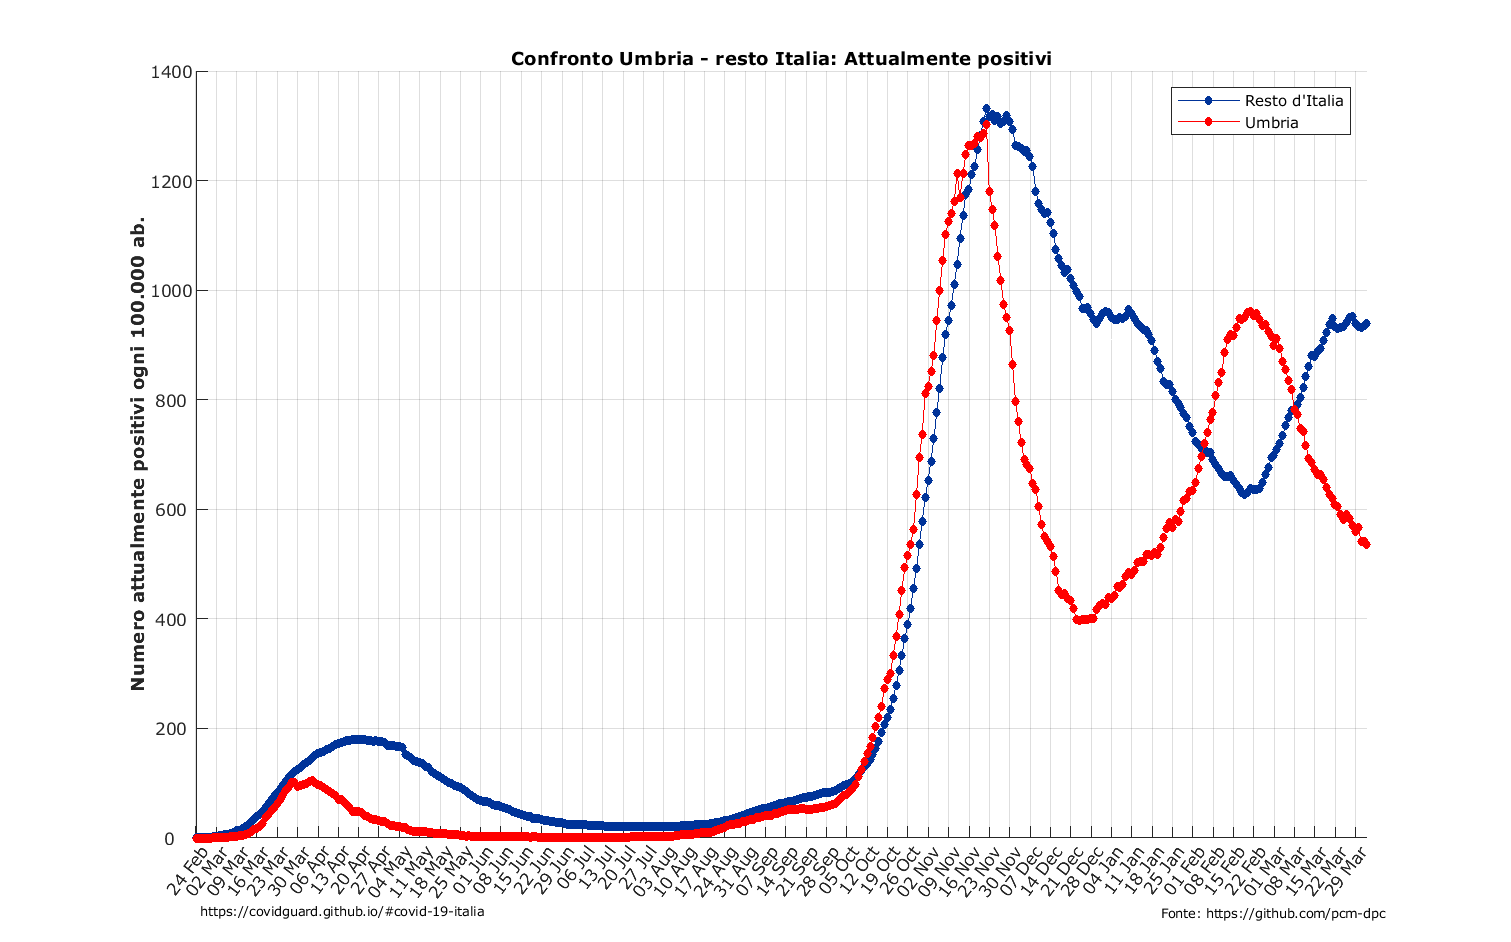 Confronto Umbria - resto Italia: Attualmente positivi
Numero attualmente positivi ogni 100.000 ab.
1400
1200
1000
800
600
400
200
0
Resto d'Italia
Umbria
24 Feb
02 Mar
09 Mar
16 Mar
23 Mar
30 Mar
06 Apr
13 Apr
20 Apr
27 Apr
04 May
11 May
18 May
25 May
01 Jun
08 Jun
15 Jun
22 Jun
29 Jun
06 Jul
13 Jul
20 Jul
27 Jul
03 Aug
10 Aug
17 Aug
24 Aug
31 Aug
07 Sep
14 Sep
21 Sep
28 Sep
05 Oct
12 Oct
19 Oct
26 Oct
02 Nov
09 Nov
16 Nov
23 Nov
30 Nov
07 Dec
14 Dec
21 Dec
28 Dec
04 Jan
11 Jan
18 Jan
25 Jan
01 Feb
08 Feb
15 Feb
22 Feb
01 Mar
08 Mar
15 Mar
22 Mar
29 Mar
https://covidguard.github.io/#covid-19-italia
Fonte: https://github.com/pcm-dpc